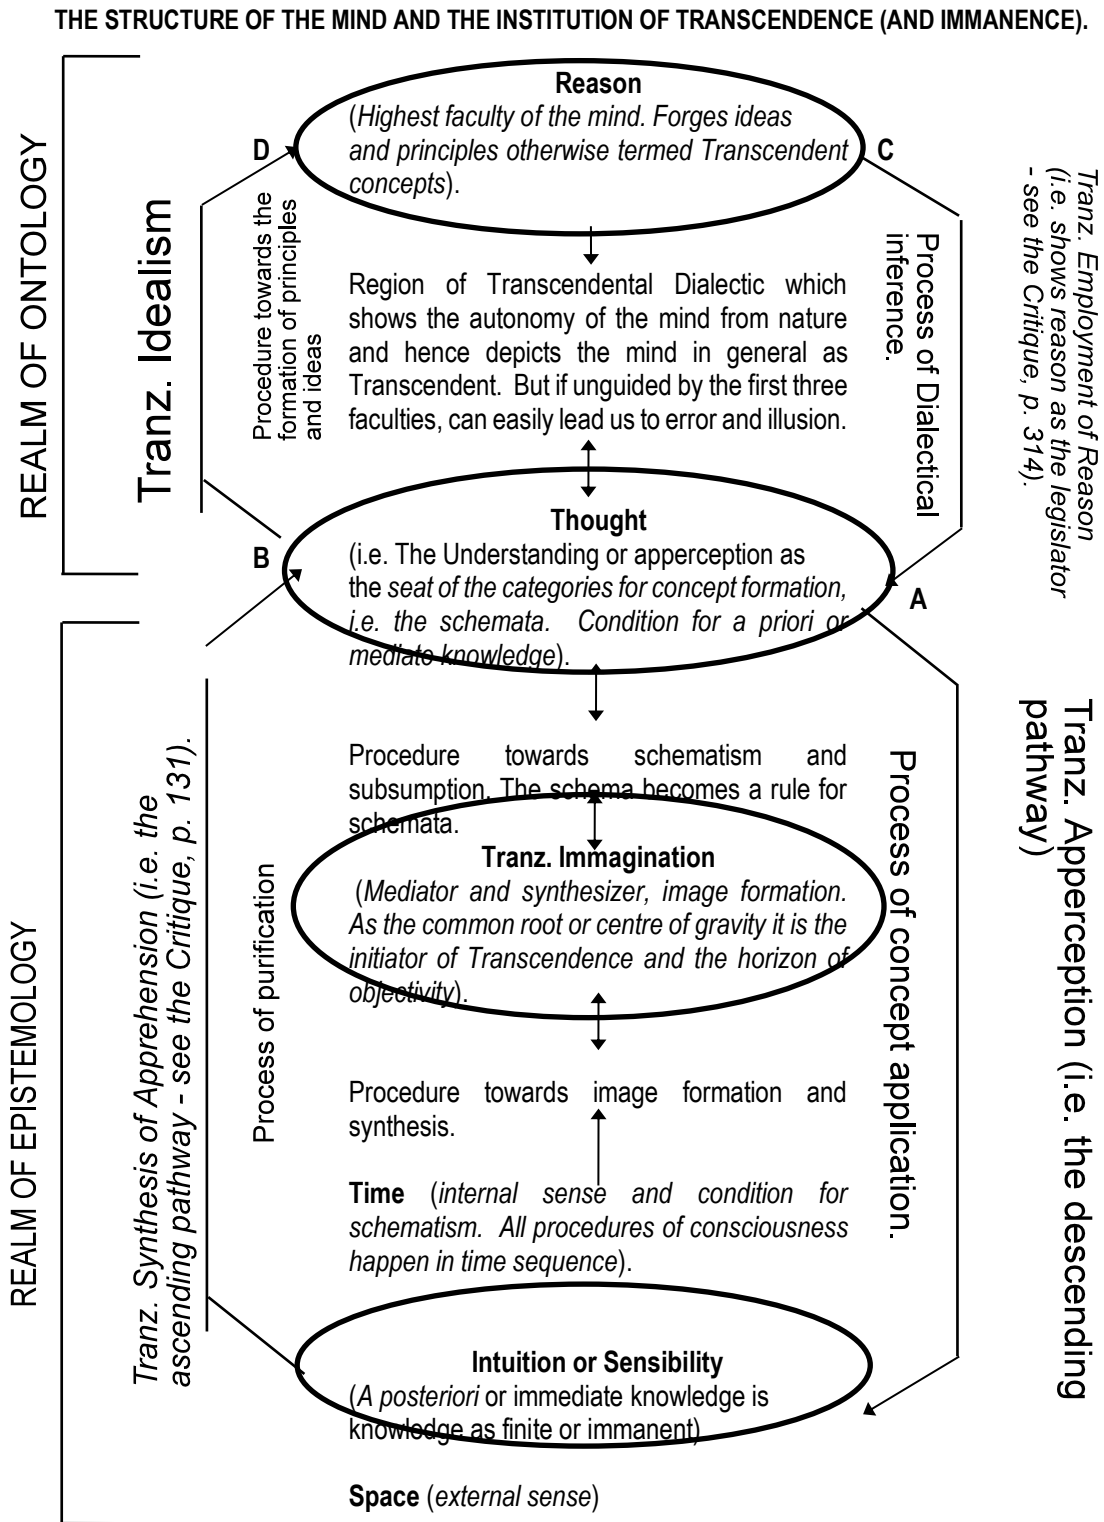 THE STRUCTURE OF THE MIND AND THE INSTITUTION OF TRANSCENDENCE (AND IMMANENCE).
REALM OF ONTOLOGY
Tranz. Idealism
D
Procedure towards the
formation of principles
and ideas
Reason
(Highest faculty of the mind. Forges ideas
and principles otherwise termed Transcendent
concepts).
C
Process of Dialectical
inference.
Tranz. Employment of Reason
(i.e. shows reason as the legislator
- see the Critique, p. 314).
Region of Transcendental Dialectic which
shows the autonomy of the mind from nature
and hence depicts the mind in general as
Transcendent. But if unguided by the first three
faculties, can easily lead us to error and illusion.
B
Thought
(i.e. The Understanding or apperception as
the seat of the categories for concept formation,
i.e. the schemata. Condition for a priori or
mediate knowledge).
A
REALM OF EPISTEMOLOGY
Tranz. Synthesis of Apprehension (i.e. the
ascending pathway - see the Critique, p. 131).
Process of purification
Procedure towards schematism and
subsumption. The schema becomes a rule for
schemata.
Tranz. Immagination
(Mediator and synthesizer, image formation.
As the common root or centre of gravity it is the
initiator of Transcendence and the horizon of
objectivity).
Process of concept application.
Tranz. Apperception (i.e. the descending
pathway)
Procedure towards image formation and
synthesis.
Time (internal sense and condition for
schematism. All procedures of consciousness
happen in time sequence).
Intuition or Sensibility
(A posteriori or immediate knowledge is
knowledge as finite or immanent)
Space (external sense)